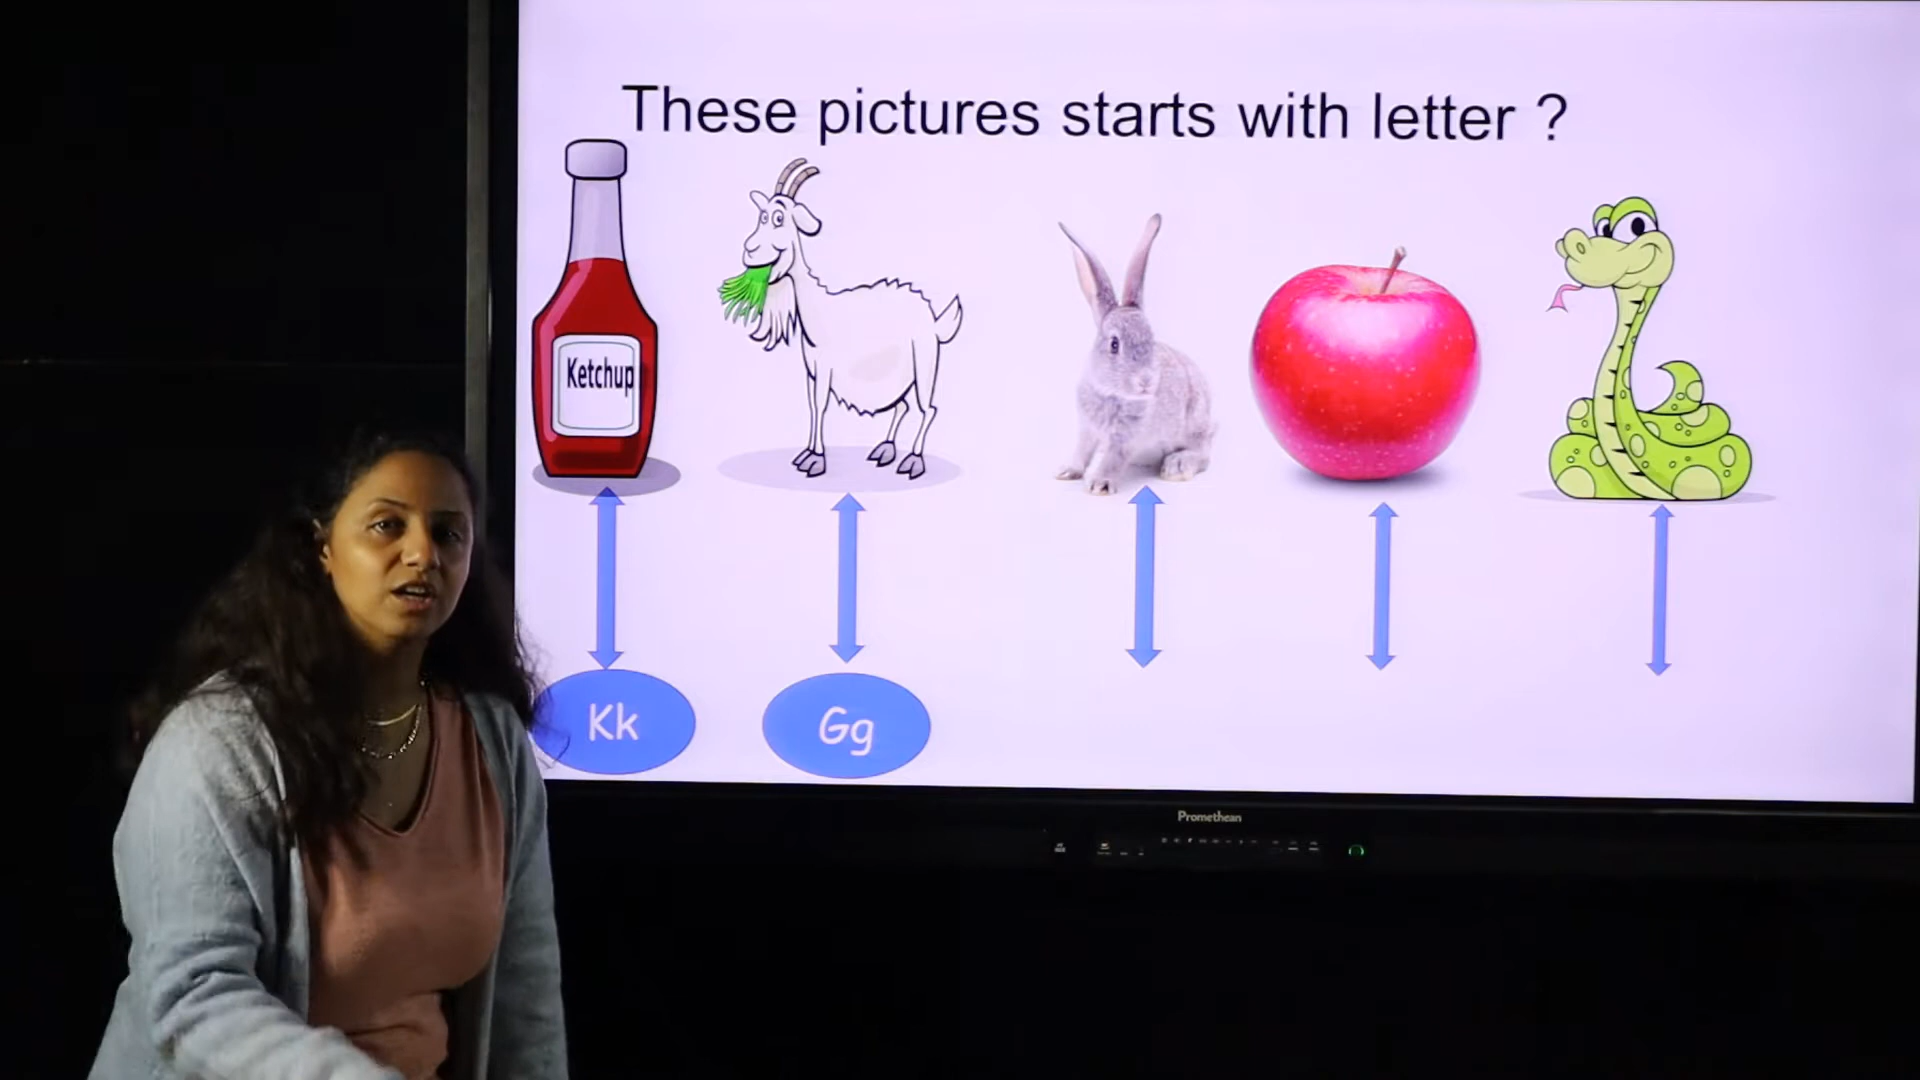 These pictures starts with letter ?
Ketchup
Kk
Gg
Promethean